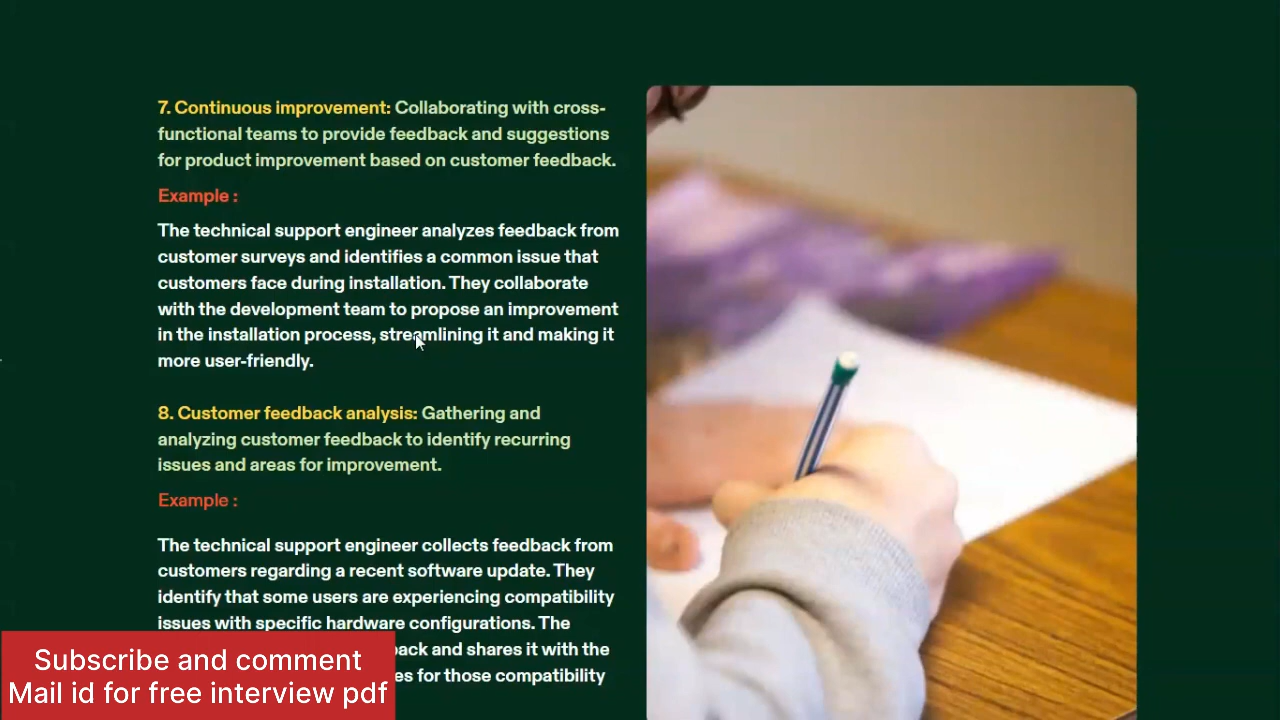 7. Continuous improvement: Collaborating with cross-
functional teams to provide feedback and suggestions
for product improvement based on customer feedback.
Example :
The technical support engineer analyzes feedback from
customer surveys and identifies a common issue that
customers face during installation. They collaborate
with the development team to propose an improvement
in the installation process, streamlining it and making it
more user-friendly.
8. Customer feedback analysis: Gathering and
analyzing customer feedback to identify recurring
issues and areas for improvement.
Example :
The technical support engineer collects feedback from
customers regarding a recent software update. They
identify that some users are experiencing compatibility
issues with specific hardware configurations. The
and shares it with the
for those compatibility
Subscribe and comment
Mail id for free interview pdf